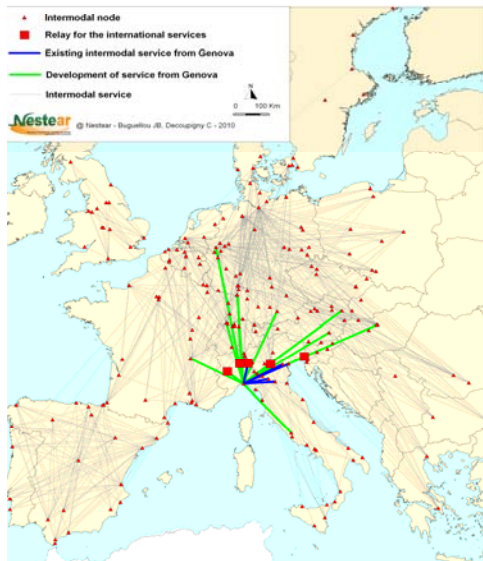 Intermodal node
Relay for the international services
Existing intermodal service from Genova
Development of service from Genova
Intermodal service
N
0 100 Km
Nestear @ Nestear - Buguellou JB, Decoupigny C - 2010